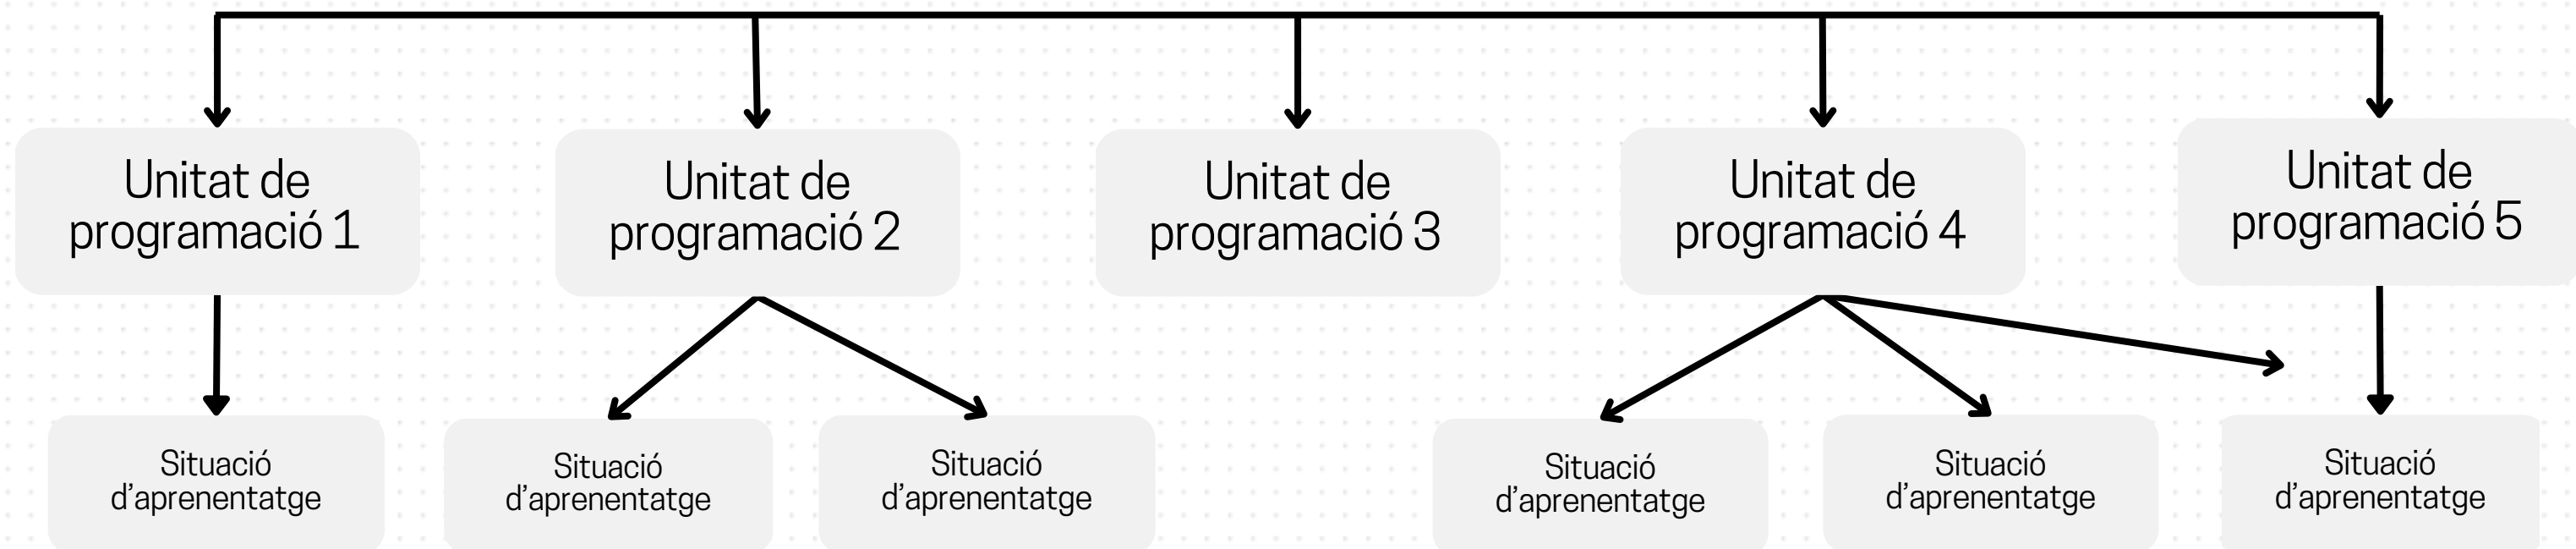 Unitat de
programació 1
Unitat de
programació 2
Unitat de
programació 3
Unitat de
programació 4
Unitat de
programació 5
Situació
d’aprenentatge
Situació
d’aprenentatge
Situació
d’aprenentatge
Situació
d’aprenentatge
Situació
d’aprenentatge
Situació
d’aprenentatge